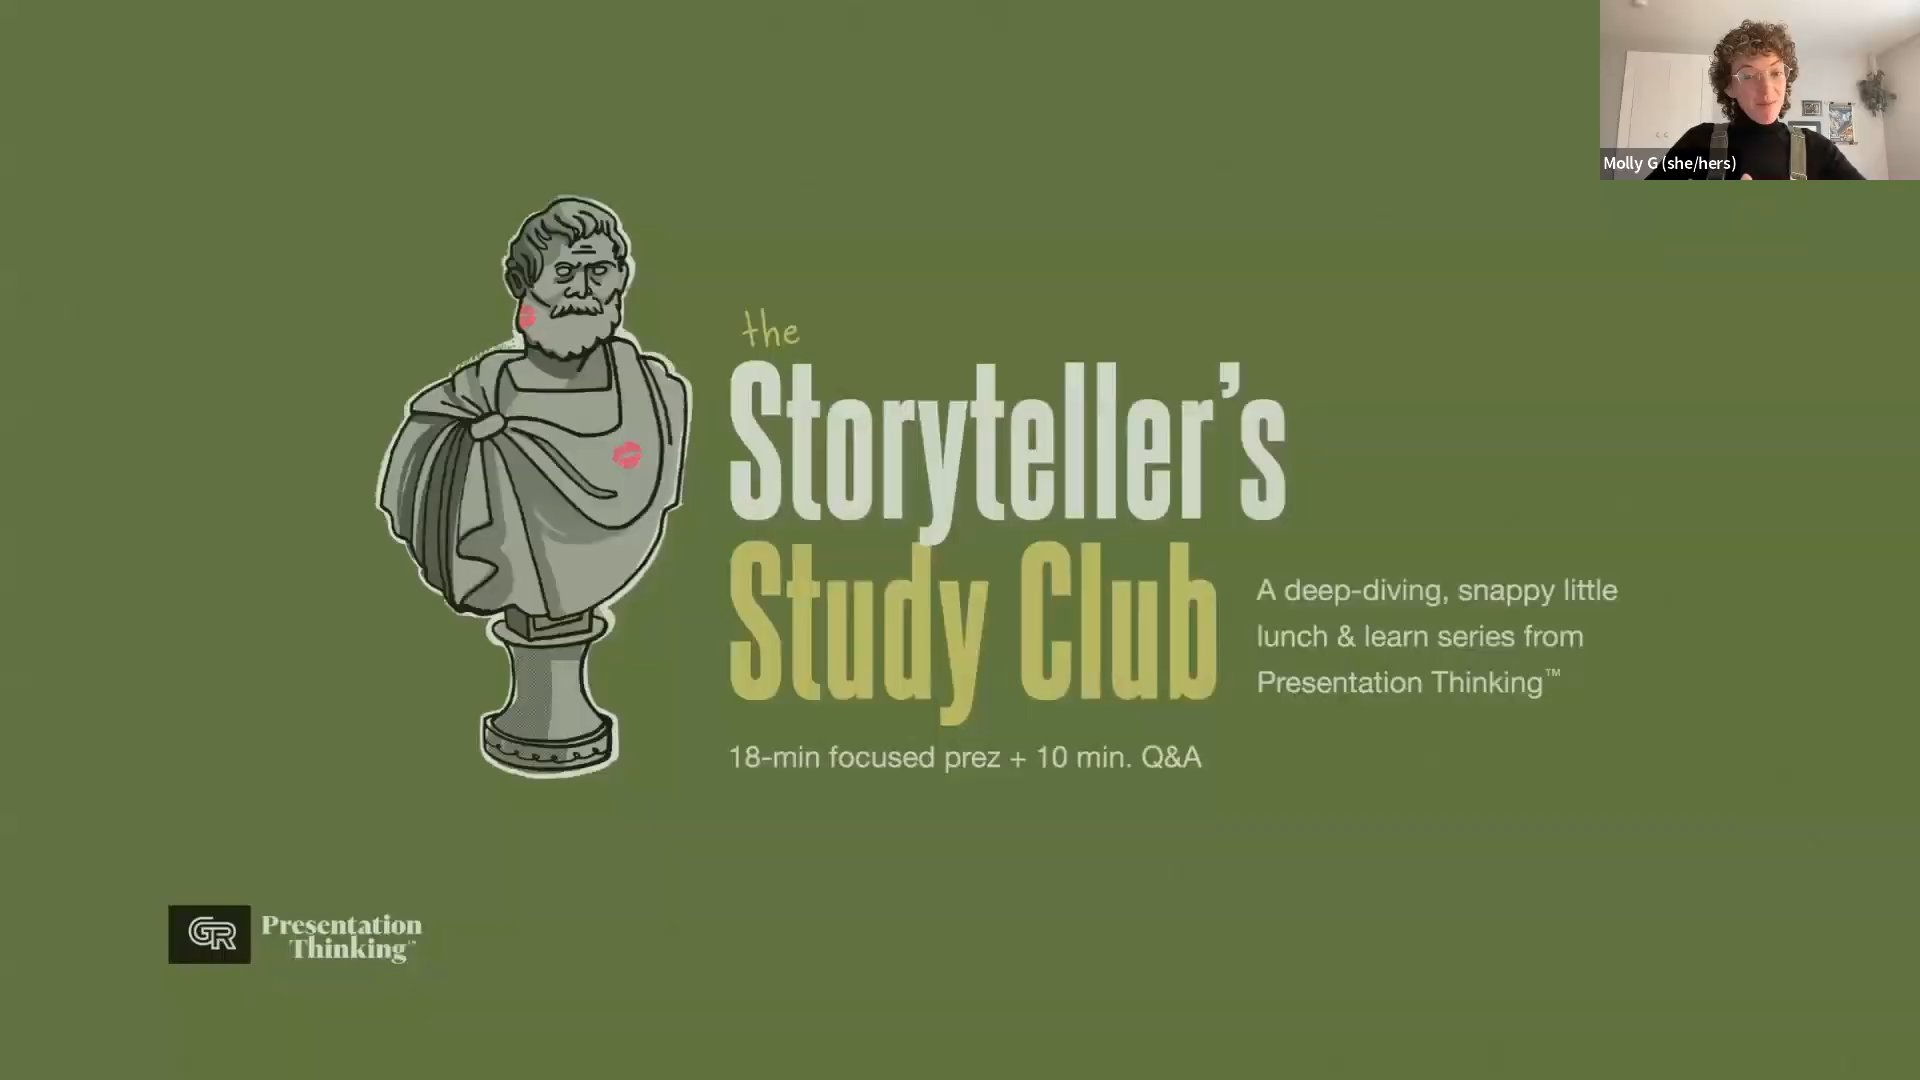 Molly G (she/hers)
the
Storyteller’s
Study Club
A deep-diving, snappy little
lunch & learn series from
Presentation Thinking™
18-min focused prez + 10 min. Q&A
GR
Presentation
Thinking™